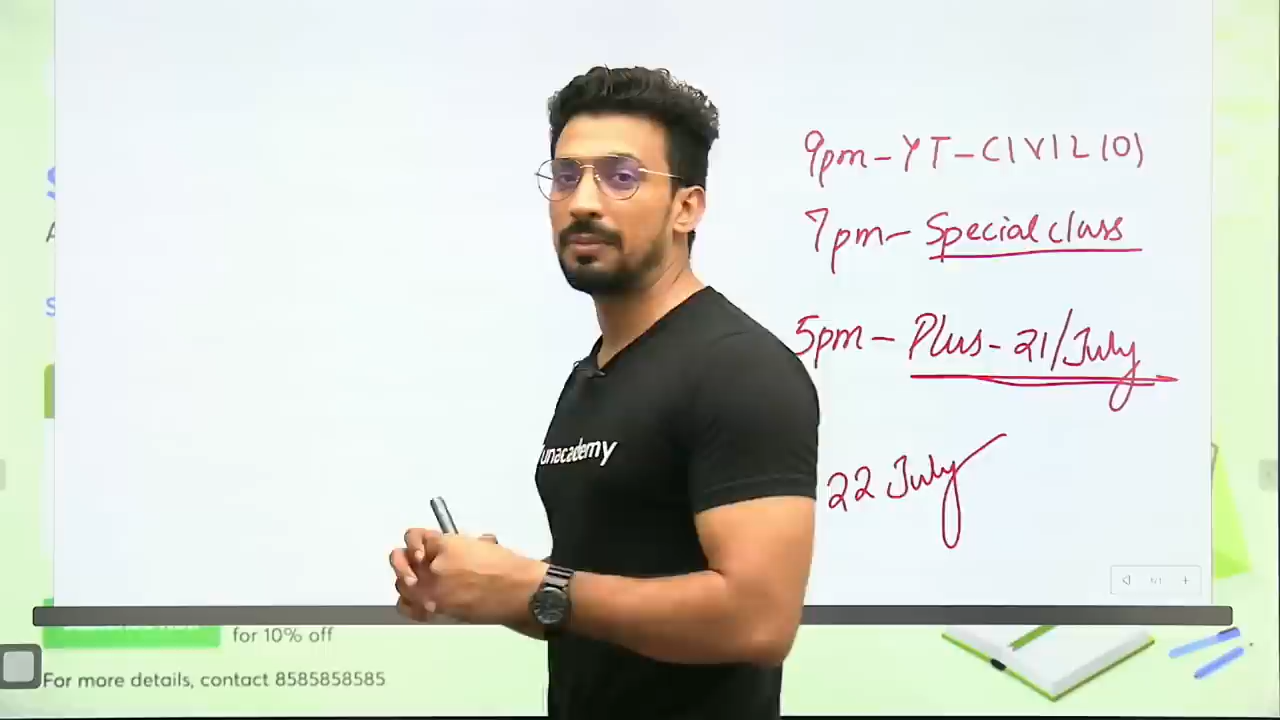 9pm-YT-CIVIL(O)
7pm-Special class
5pm-Plus-21/July
22 July
unacademy
for 10% off
For more details, contact 8585858585